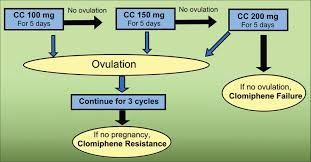 CC 100 mg
For 5 days
No ovulation
CC 150 mg
For 5 days
No ovulation
CC 200 mg
For 5 days
Ovulation
Continue for 3 cycles
If no ovulation,
Clomiphene Failure
If no pregnancy,
Clomiphene Resistance